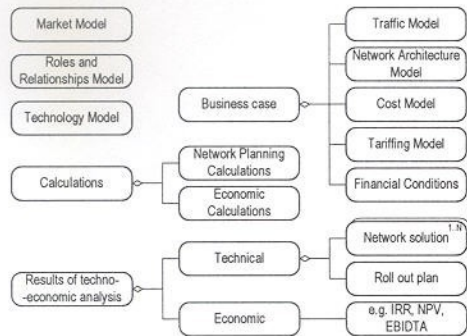 Market Model
Roles and
Relationships Model
Technology Model
Business case
Traffic Model
Network Architecture
Model
Cost Model
Tariffing Model
Financial Conditions
Calculations
Network Planning
Calculations
Economic
Calculations
Results of techno-
-economic analysis
Technical
1..N
Network solution
Roll out plan
Economic
e.g. IRR, NPV,
EBIDTA